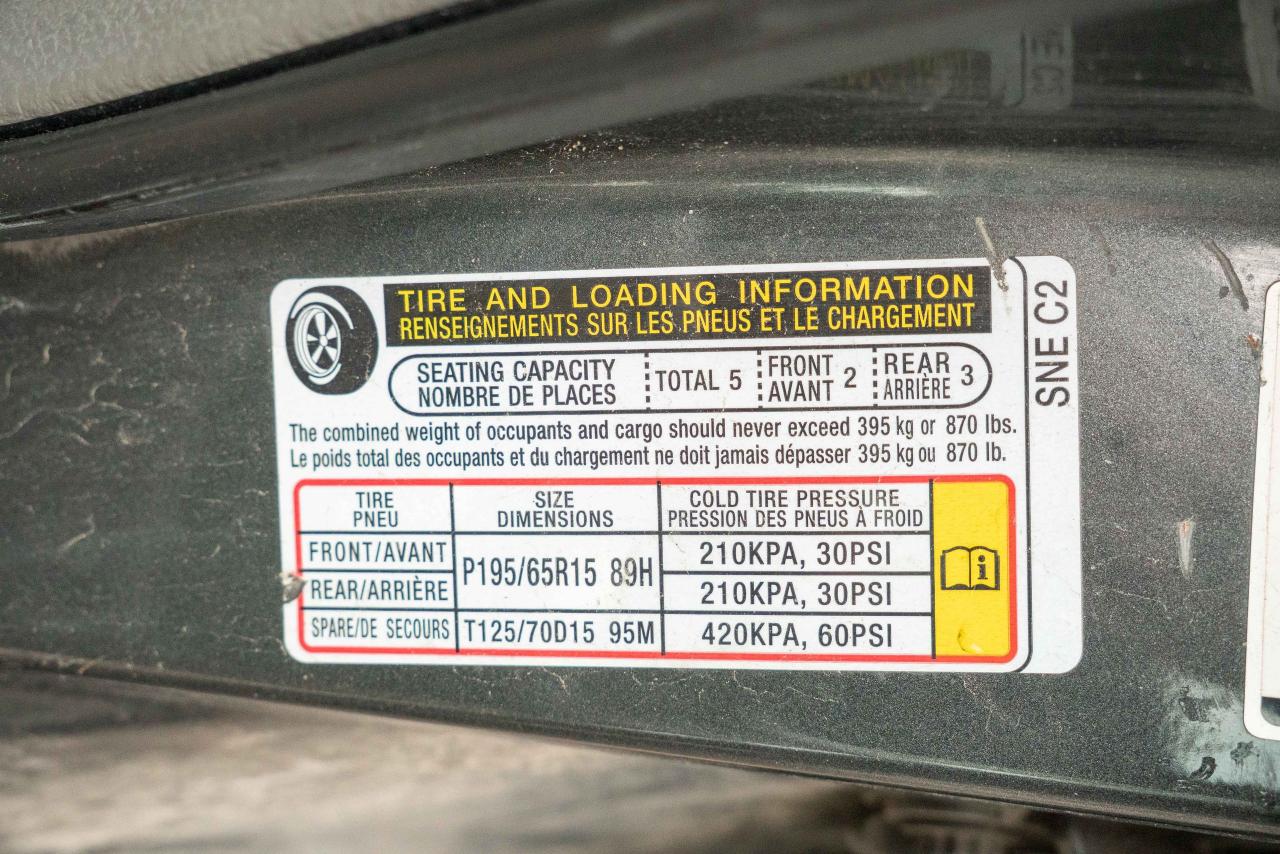 TIRE AND LOADING INFORMATION
RENSEIGNEMENTS SUR LES PNEUS ET LE CHARGEMENT
SEATING CAPACITY
NOMBRE DE PLACES
TOTAL 5
FRONT
AVANT
2
REAR
ARRIÈRE
3
SNE C2
The combined weight of occupants and cargo should never exceed 395 kg or 870 lbs.
Le poids total des occupants et du chargement ne doit jamais dépasser 395 kg ou 870 lb.
TIRE
PNEU
SIZE
DIMENSIONS
COLD TIRE PRESSURE
PRESSION DES PNEUS À FROID
FRONT/AVANT
P195/65R15 89H
210KPA, 30PSI
REAR/ARRIÈRE
210KPA, 30PSI
SPARE/DE SECOURS
T125/70D15 95M
420KPA, 60PSI